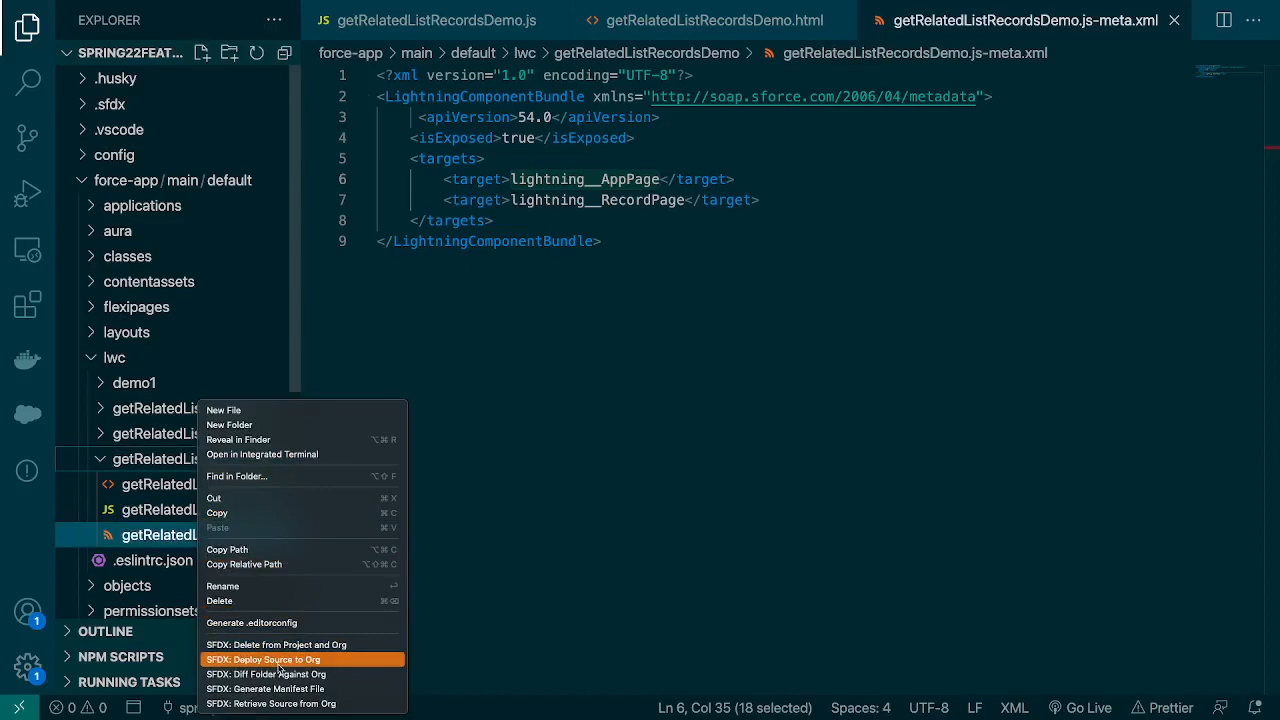 EXPLORER
getRelatedListRecordsDemo.js
getRelatedListRecordsDemo.html
getRelatedListRecordsDemo.js-meta.xml
SPRING22FEAT...
force-app > main > default > lwc > getRelatedListRecordsDemo > getRelatedListRecordsDemo.js-meta.xml
.husky
.sfdx
.vscode
config
force-app / main / default
applications
aura
classes
contentassets
flexipages
layouts
lwc
demo1
getRelatedLis
getRelatedLis
getRelatedLis
getRelatedL
JS getRelatedL
getRelatedL
.eslintrc.json
objects
permissionsets
OUTLINE
NPM SCRIPTS
RUNNING TASKS
1 <?xml version="1.0" encoding="UTF-8"?>
2 <LightningComponentBundle xmlns="http://soap.sforce.com/2006/04/metadata">
3 <apiVersion>54.0</apiVersion>
4 <isExposed>true</isExposed>
5 <targets>
6 <target>lightning__AppPage</target>
7 <target>lightning__RecordPage</target>
8 </targets>
9 </LightningComponentBundle>
New File
New Folder
Reveal in Finder ⌥⌘ R
Open in Integrated Terminal
Find in Folder... ⌥⇧ F
Cut ⌘ X
Copy ⌘ C
Paste ⌘ V
Copy Path ⌥⌘ C
Copy Relative Path ⌥⇧⌘ C
Rename ↩
Delete ⌘⌫
Generate .editorconfig
SFDX: Delete from Project and Org
SFDX: Deploy Source to Org
SFDX: Diff Folder Against Org
SFDX: Generate Manifest File
SFDX: Retrieve Source from Org
1
1
0 0
spr
Ln 6, Col 35 (18 selected)
Spaces: 4
UTF-8
LF
XML
Go Live
Prettier